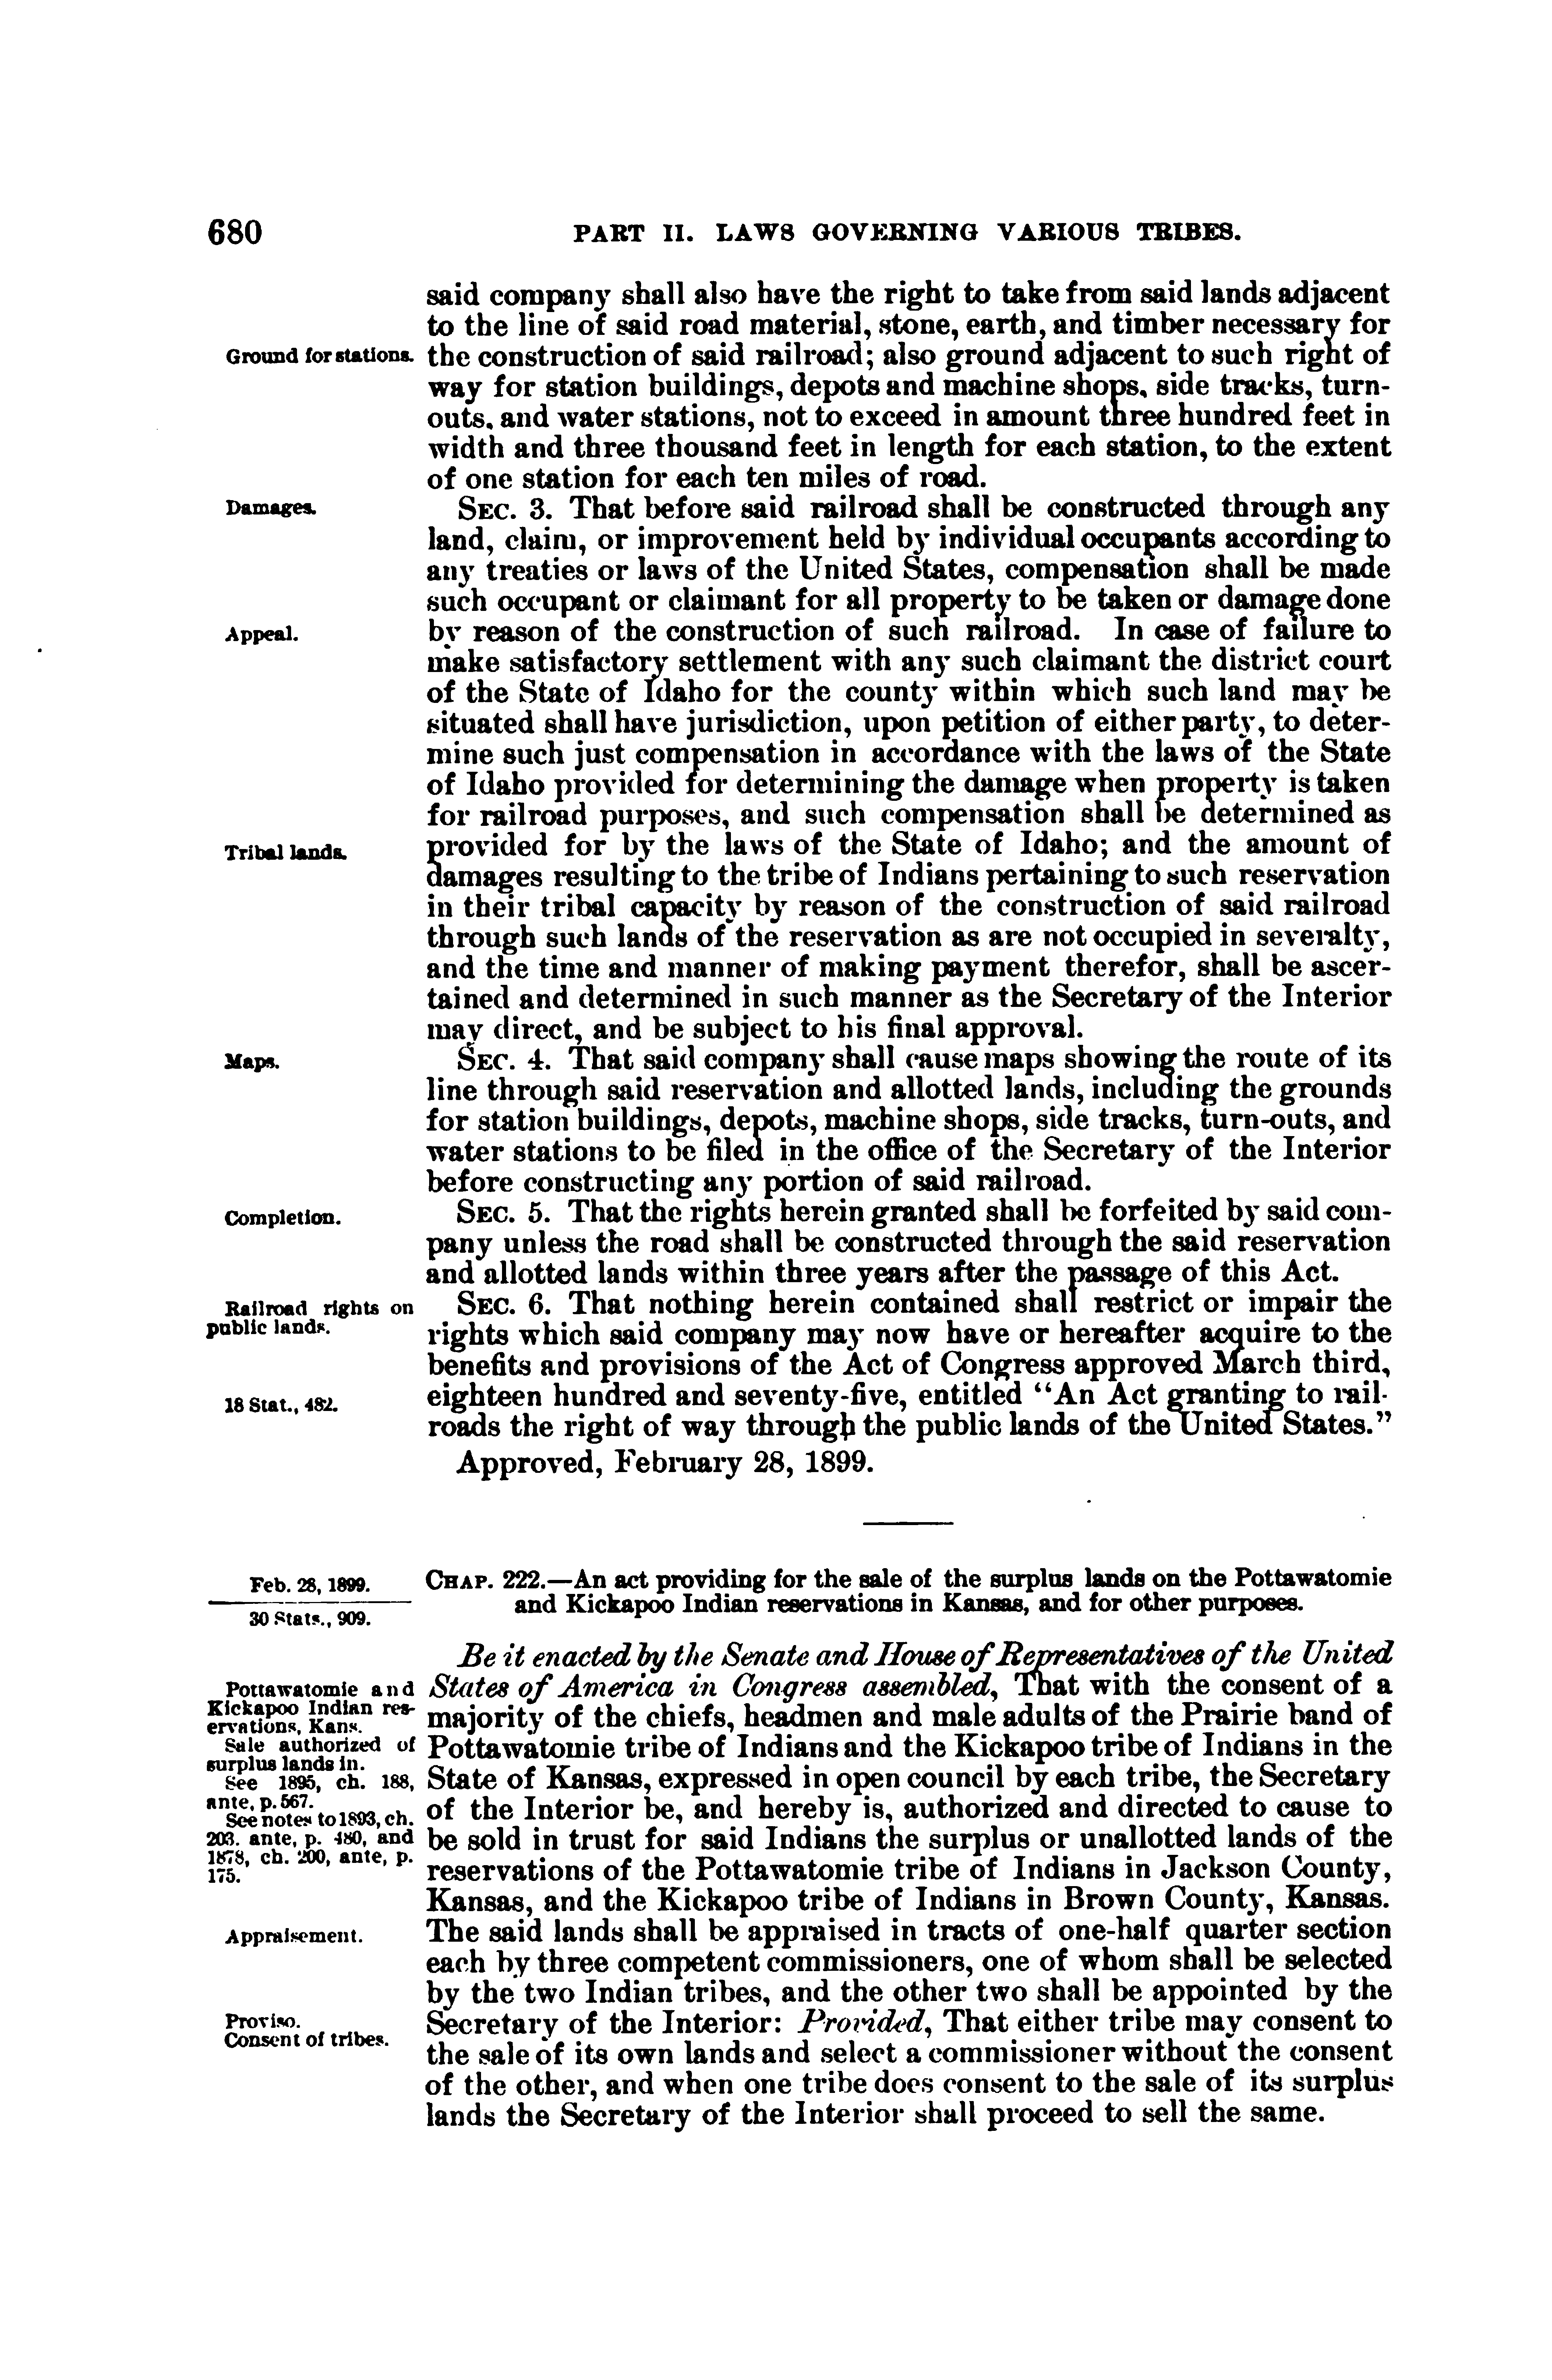 680
PART II. LAWS GOVERNING VARIOUS TRIBES.
said company shall also have the right to take from said lands adjacent
to the line of said road material, stone, earth, and timber necessary for
Ground for stations.
the construction of said railroad; also ground adjacent to such right of
way for station buildings, depots and machine shops, side tracks, turn-
outs, and water stations, not to exceed in amount three hundred feet in
width and three thousand feet in length for each station, to the extent
of one station for each ten miles of road.
Damages.
SEC. 3. That before said railroad shall be constructed through any
land, claim, or improvement held by individual occupants according to
any treaties or laws of the United States, compensation shall be made
such occupant or claimant for all property to be taken or damage done
Appeal.
by reason of the construction of such railroad. In case of failure to
make satisfactory settlement with any such claimant the district court
of the State of Idaho for the county within which such land may be
situated shall have jurisdiction, upon petition of either party, to deter-
mine such just compensation in accordance with the laws of the State
of Idaho provided for determining the damage when property is taken
for railroad purposes, and such compensation shall be determined as
Tribal lands.
provided for by the laws of the State of Idaho; and the amount of
damages resulting to the tribe of Indians pertaining to such reservation
in their tribal capacity by reason of the construction of said railroad
through such lands of the reservation as are not occupied in severalty,
and the time and manner of making payment therefor, shall be ascer-
tained and determined in such manner as the Secretary of the Interior
may direct, and be subject to his final approval.
Maps.
SEC. 4. That said company shall cause maps showing the route of its
line through said reservation and allotted lands, including the grounds
for station buildings, depots, machine shops, side tracks, turn-outs, and
water stations to be filed in the office of the Secretary of the Interior
before constructing any portion of said railroad.
Completion.
SEC. 5. That the rights herein granted shall be forfeited by said com-
pany unless the road shall be constructed through the said reservation
and allotted lands within three years after the passage of this Act.
Railroad rights on
public lands.
SEC. 6. That nothing herein contained shall restrict or impair the
rights which said company may now have or hereafter acquire to the
benefits and provisions of the Act of Congress approved March third,
18 Stat., 482.
eighteen hundred and seventy-five, entitled "An Act granting to rail-
roads the right of way through the public lands of the United States."
Approved, February 28, 1899.
Feb. 28, 1899.
30 Stats., 909.
CHAP. 222.—An act providing for the sale of the surplus lands on the Pottawatomie
and Kickapoo Indian reservations in Kansas, and for other purposes.
Be it enacted by the Senate and House of Representatives of the United
Pottawatomie and
Kickapoo Indian res-
ervations, Kans.
Sale authorized of
surplus lands in.
See 1895, ch. 188,
ante, p. 567.
See notes to 1893, ch.
203. ante, p. 480, and
1878, ch. 200, ante, p.
175.
States of America in Congress assembled, That with the consent of a
majority of the chiefs, headmen and male adults of the Prairie band of
Pottawatomie tribe of Indians and the Kickapoo tribe of Indians in the
State of Kansas, expressed in open council by each tribe, the Secretary
of the Interior be, and hereby is, authorized and directed to cause to
be sold in trust for said Indians the surplus or unallotted lands of the
reservations of the Pottawatomie tribe of Indians in Jackson County,
Kansas, and the Kickapoo tribe of Indians in Brown County, Kansas.
Appraisement.
The said lands shall be appraised in tracts of one-half quarter section
each by three competent commissioners, one of whom shall be selected
by the two Indian tribes, and the other two shall be appointed by the
Proviso.
Consent of tribes.
Secretary of the Interior: Provided, That either tribe may consent to
the sale of its own lands and select a commissioner without the consent
of the other, and when one tribe does consent to the sale of its surplus
lands the Secretary of the Interior shall proceed to sell the same.